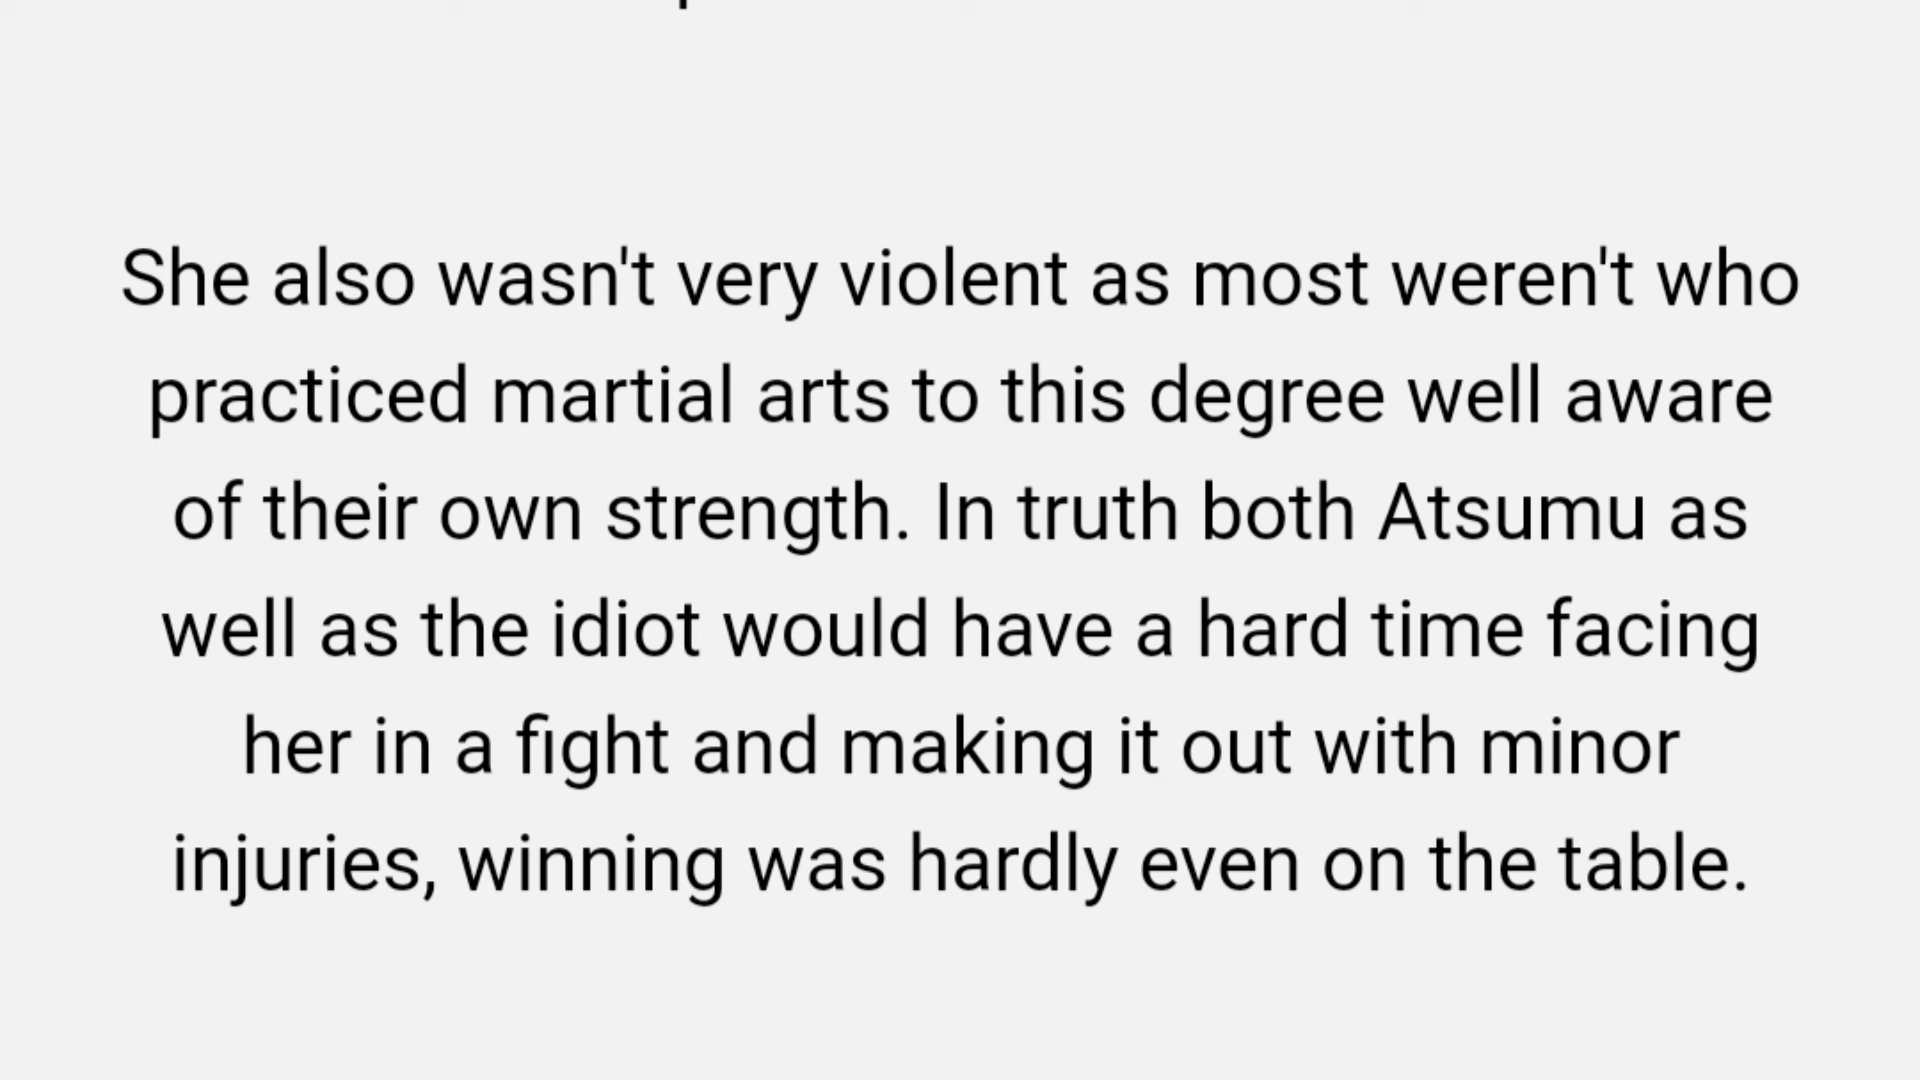 She also wasn't very violent as most weren't who
practiced martial arts to this degree well aware
of their own strength. In truth both Atsumu as
well as the idiot would have a hard time facing
her in a fight and making it out with minor
injuries, winning was hardly even on the table.